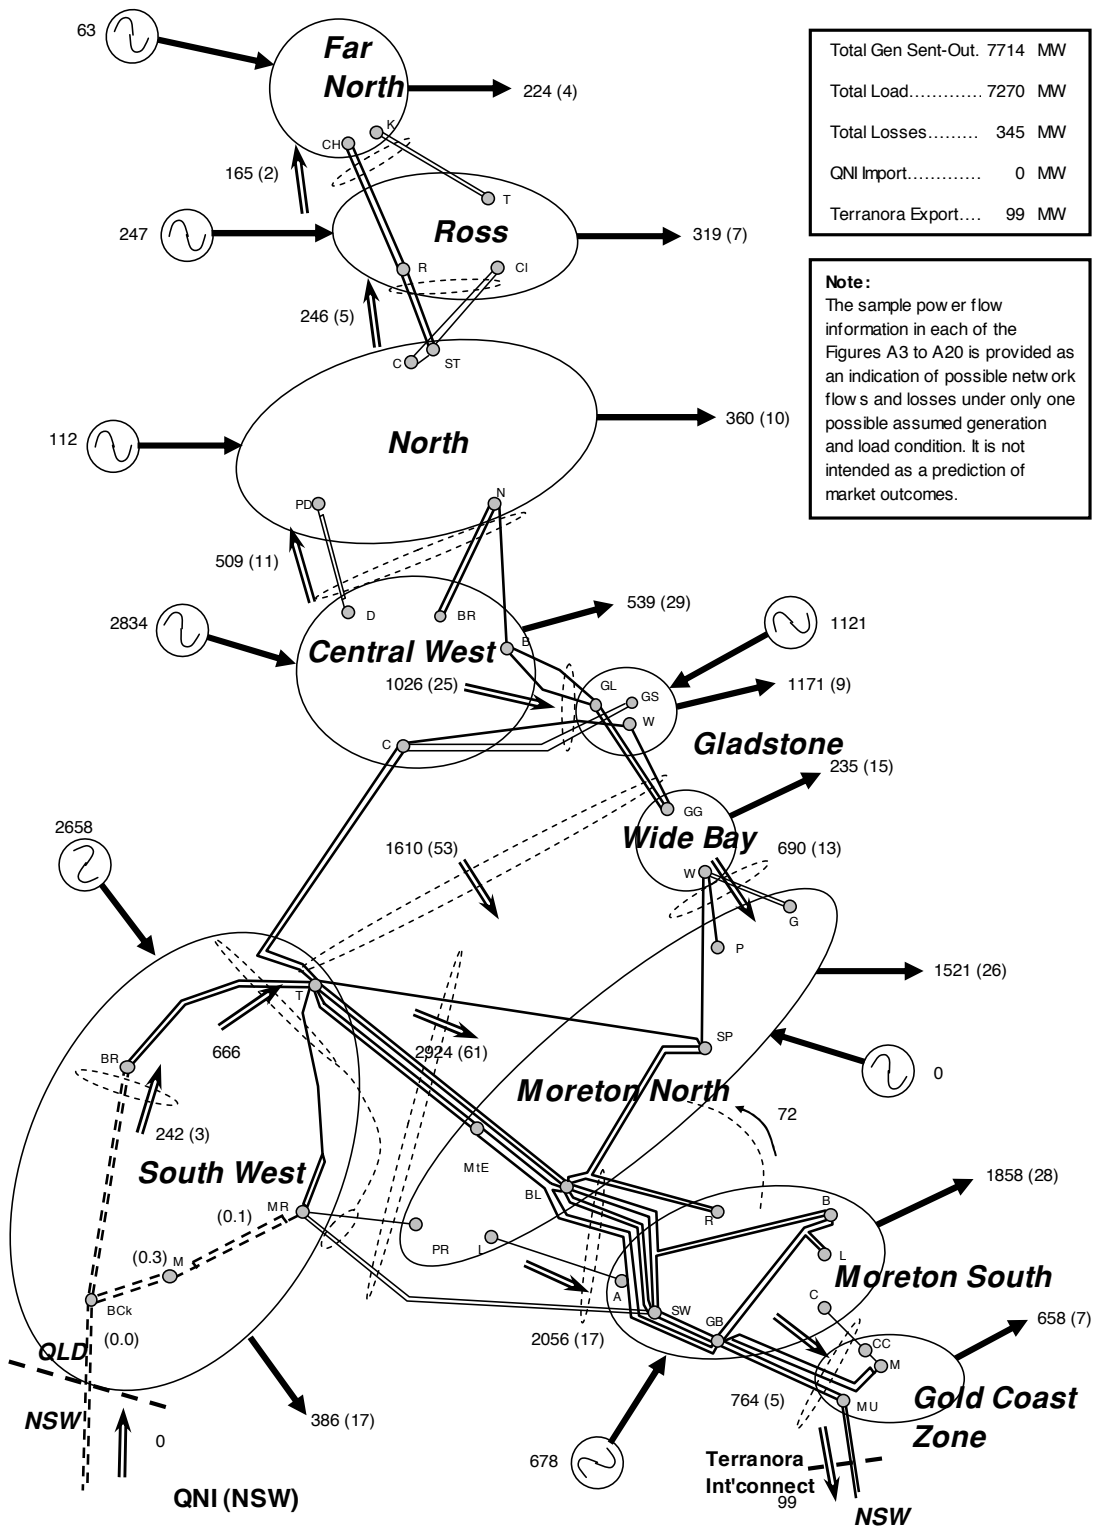 63
Far
North
224 (4)
K
CH
165 (2)
T
247
Ross
319 (7)
R
Cl
246 (5)
C
ST
112
North
360 (10)
PD
N
509 (11)
2834
D
BR
539 (29)
B
Central West
1026 (25)
1121
GL
GS
1171 (9)
W
C
Gladstone
235 (15)
GG
Wide Bay
2658
1610 (53)
690 (13)
W
G
P
1521 (26)
T
SP
666
2924 (61)
BR
Moreton North
0
72
242 (3)
South West
MtE
BL
1858 (28)
MR
(0.1)
R
B
PR
L
L
(0.3)
M
Moreton South
A
C
BCk
SW
GB
(0.0)
2056 (17)
658 (7)
CC
M
QLD
764 (5)
MU
Gold Coast
Zone
386 (17)
NSW
0
678
Terranora
Int'connect
99
QNI (NSW)
NSW
Total Gen Sent-Out. 7714 MW
Total Load............. 7270 MW
Total Losses......... 345 MW
QNI Import............. 0 MW
Terranora Export.... 99 MW
Note:
The sample power flow
information in each of the
Figures A3 to A20 is provided as
an indication of possible network
flows and losses under only one
possible assumed generation
and load condition. It is not
intended as a prediction of
market outcomes.